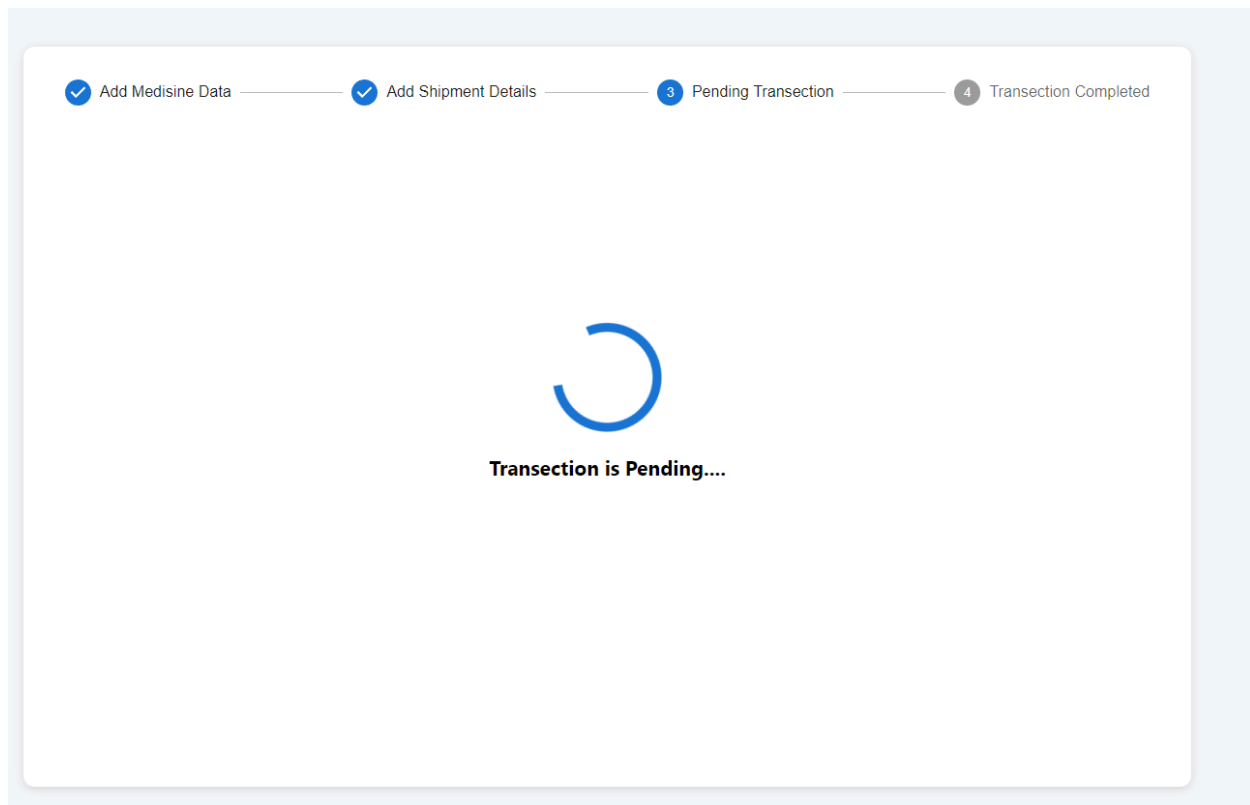 Add Medisine Data
Add Shipment Details
3 Pending Transection
4 Transection Completed
Transection is Pending....